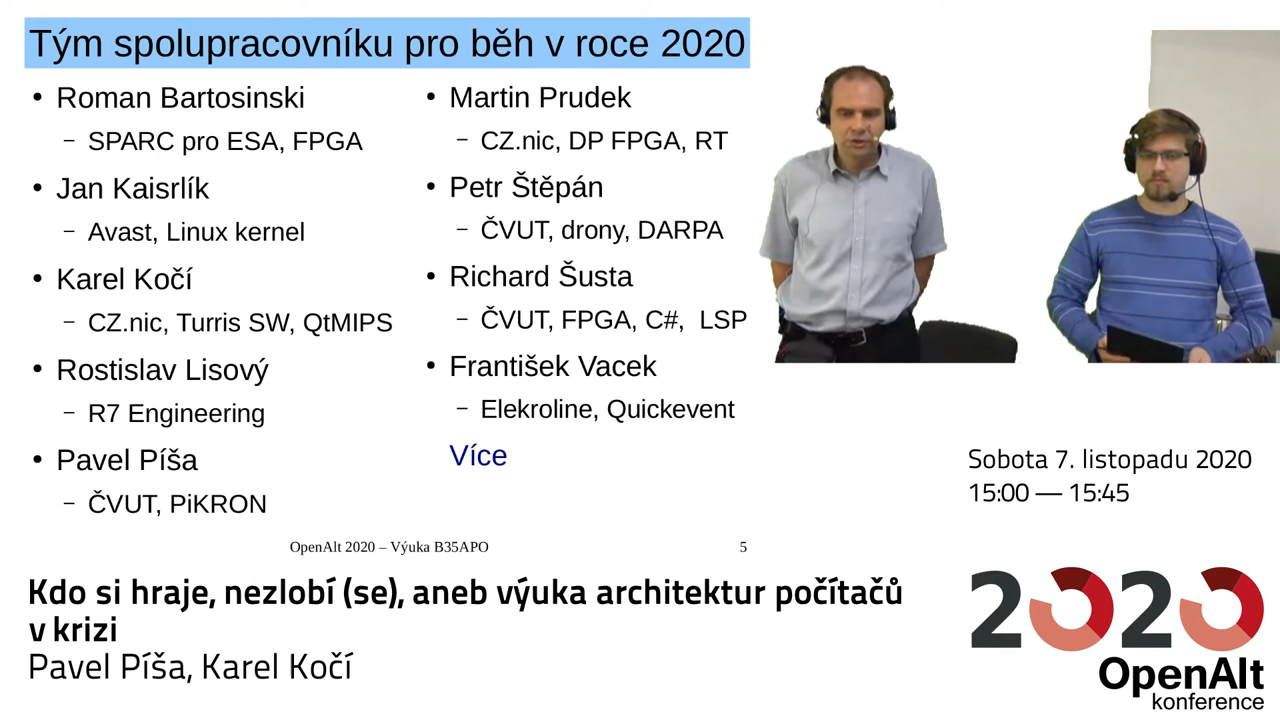 Tým spolupracovníku pro běh v roce 2020
• Roman Bartosinski
– SPARC pro ESA, FPGA
• Jan Kaisrlík
– Avast, Linux kernel
• Karel Kočí
– CZ.nic, Turris SW, QtMIPS
• Rostislav Lisový
– R7 Engineering
• Pavel Píša
– ČVUT, PiKRON
• Martin Prudek
– CZ.nic, DP FPGA, RT
• Petr Štěpán
– ČVUT, drony, DARPA
• Richard Šusta
– ČVUT, FPGA, C#, LSP
• František Vacek
– Elekroline, Quickevent
Více
OpenAlt 2020 – Výuka B35APO
5
Sobota 7. listopadu 2020
15:00 — 15:45
Kdo si hraje, nezlobí (se), aneb výuka architektur počítačů
v krizi
Pavel Píša, Karel Kočí
2020
OpenAlt
konference